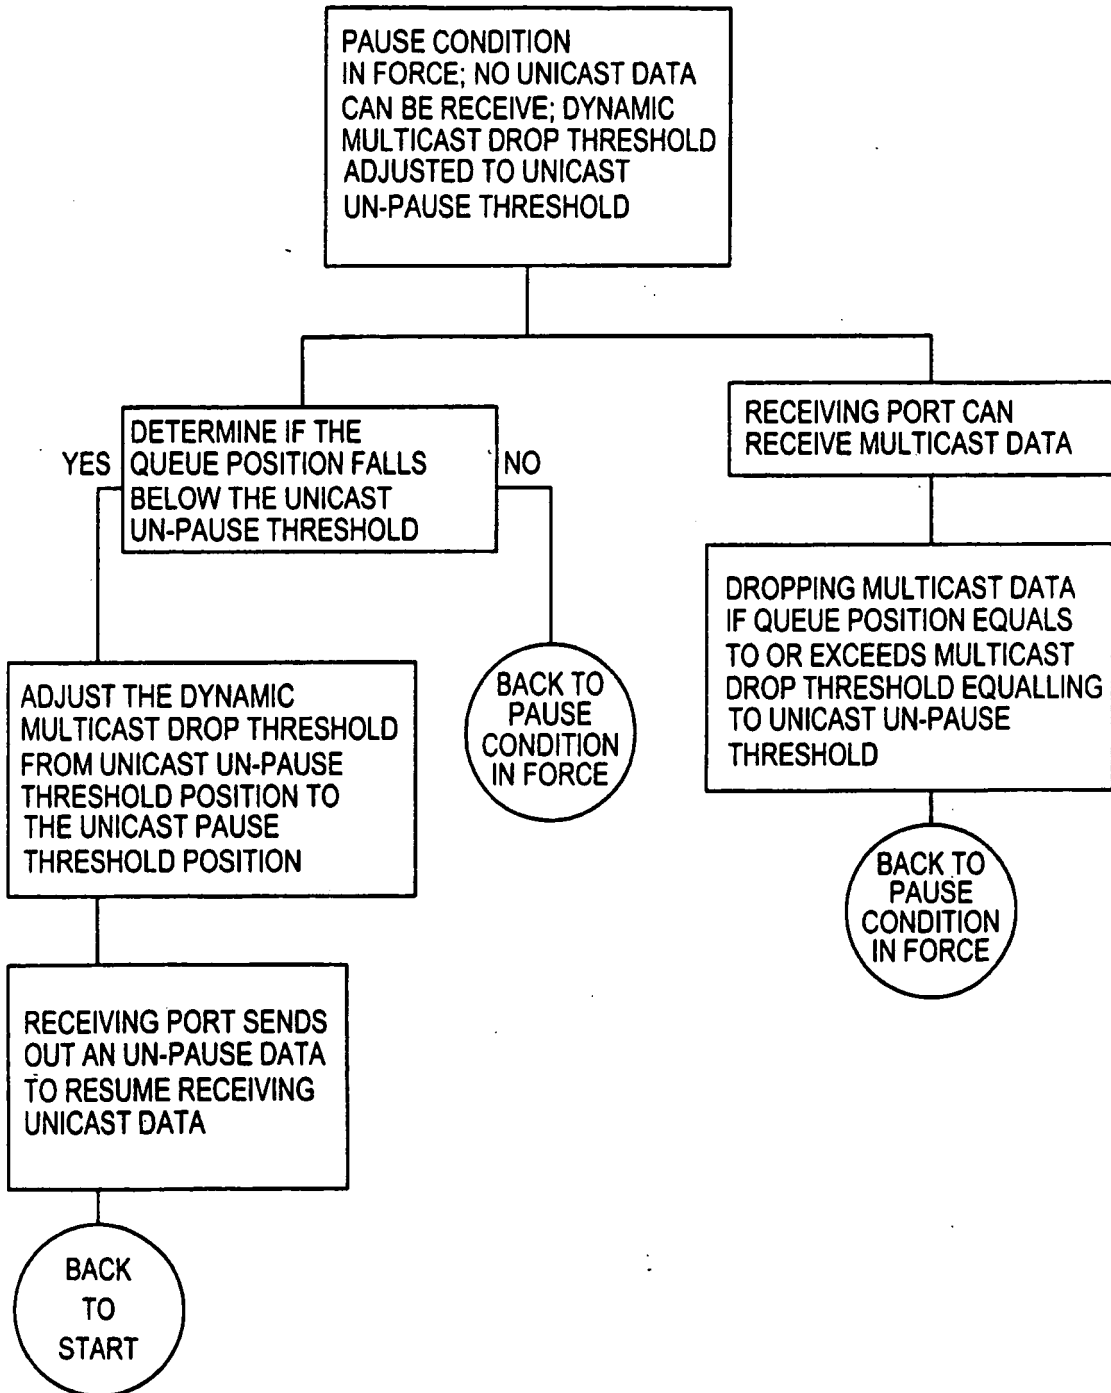 PAUSE CONDITION
IN FORCE; NO UNICAST DATA
CAN BE RECEIVE; DYNAMIC
MULTICAST DROP THRESHOLD
ADJUSTED TO UNICAST
UN-PAUSE THRESHOLD
YES
DETERMINE IF THE
QUEUE POSITION FALLS
BELOW THE UNICAST
UN-PAUSE THRESHOLD
NO
RECEIVING PORT CAN
RECEIVE MULTICAST DATA
ADJUST THE DYNAMIC
MULTICAST DROP THRESHOLD
FROM UNICAST UN-PAUSE
THRESHOLD POSITION TO
THE UNICAST PAUSE
THRESHOLD POSITION
BACK TO
PAUSE
CONDITION
IN FORCE
DROPPING MULTICAST DATA
IF QUEUE POSITION EQUALS
TO OR EXCEEDS MULTICAST
DROP THRESHOLD EQUALLING
TO UNICAST UN-PAUSE
THRESHOLD
BACK TO
PAUSE
CONDITION
IN FORCE
RECEIVING PORT SENDS
OUT AN UN-PAUSE DATA
TO RESUME RECEIVING
UNICAST DATA
BACK
TO
START